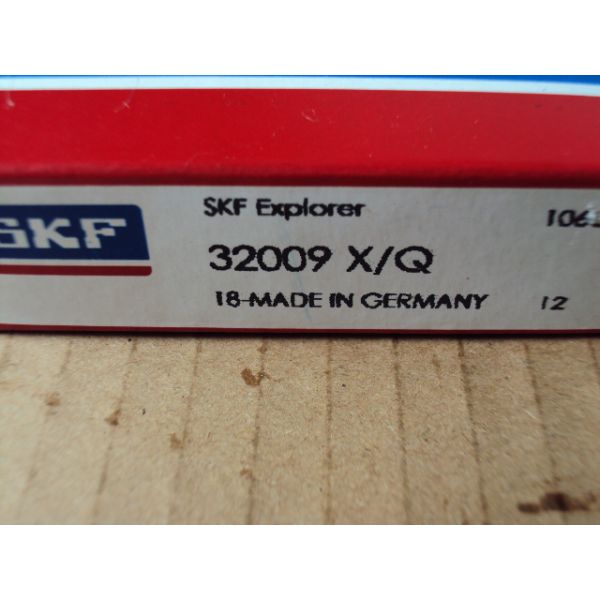 SKF
SKF Explorer
32009 X/Q
18-MADE IN GERMANY
12